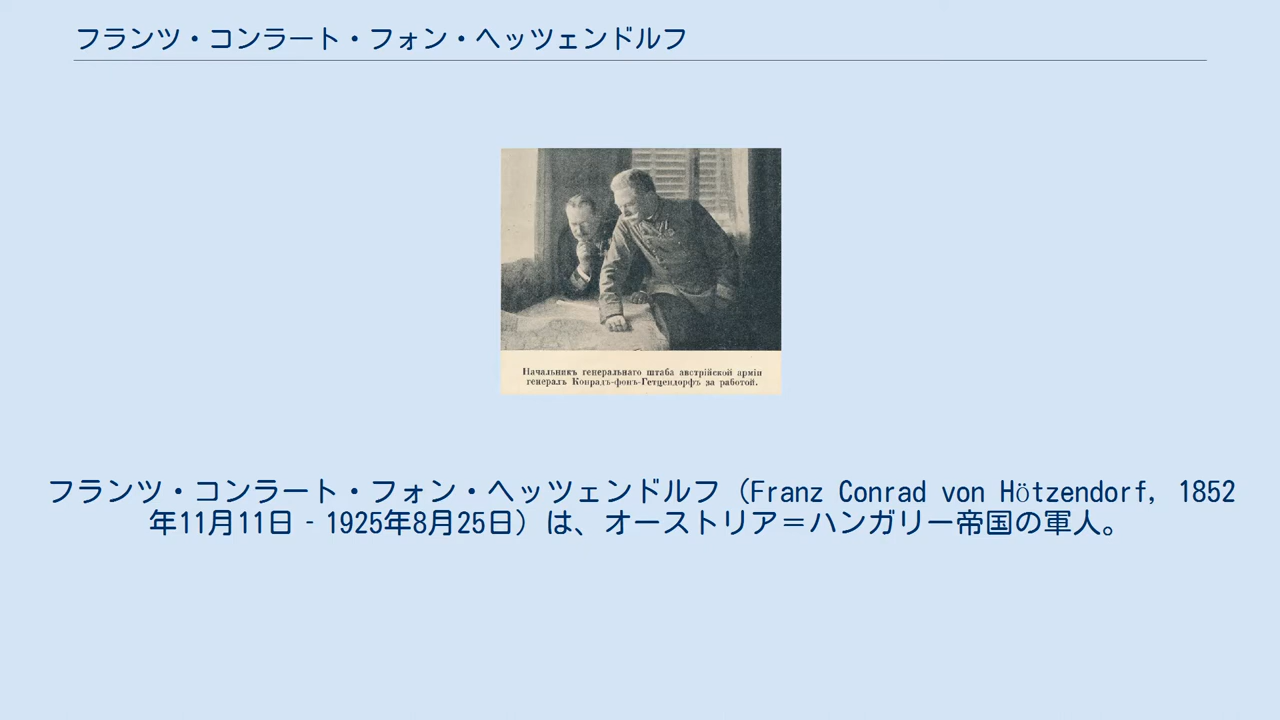 フランツ・コンラート・フォン・ヘッツェンドルフ
Начальникъ генеральнаго штаба австрійской арміи
генералъ Конрадъ-фонъ-Гетцендорфъ за работой.
フランツ・コンラート・フォン・ヘッツェンドルフ（Franz Conrad von Hötzendorf, 1852
年11月11日 - 1925年8月25日）は、オーストリア＝ハンガリー帝国の軍人。